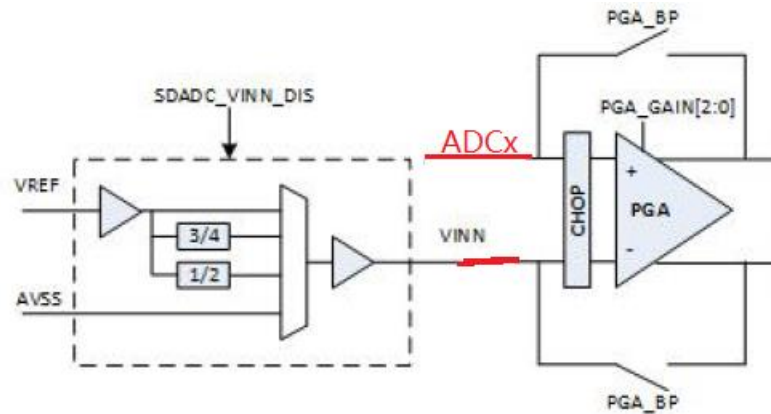 PGA_BP
SDADC_VINN_DIS
PGA_GAIN[2:0]
ADCx
VREF
3/4
1/2
AVSS
VINN
CHOP
+
PGA
-
PGA_BP